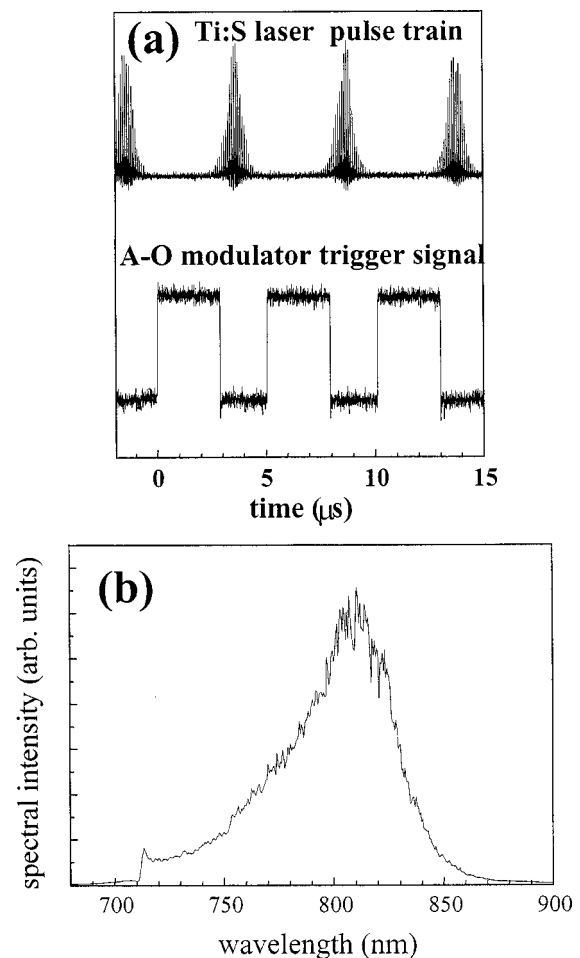 (a) Ti:S laser pulse train
A-O modulator trigger signal
0 5 10 15
time (μs)
(b)
spectral intensity (arb. units)
700 750 800 850 900
wavelength (nm)